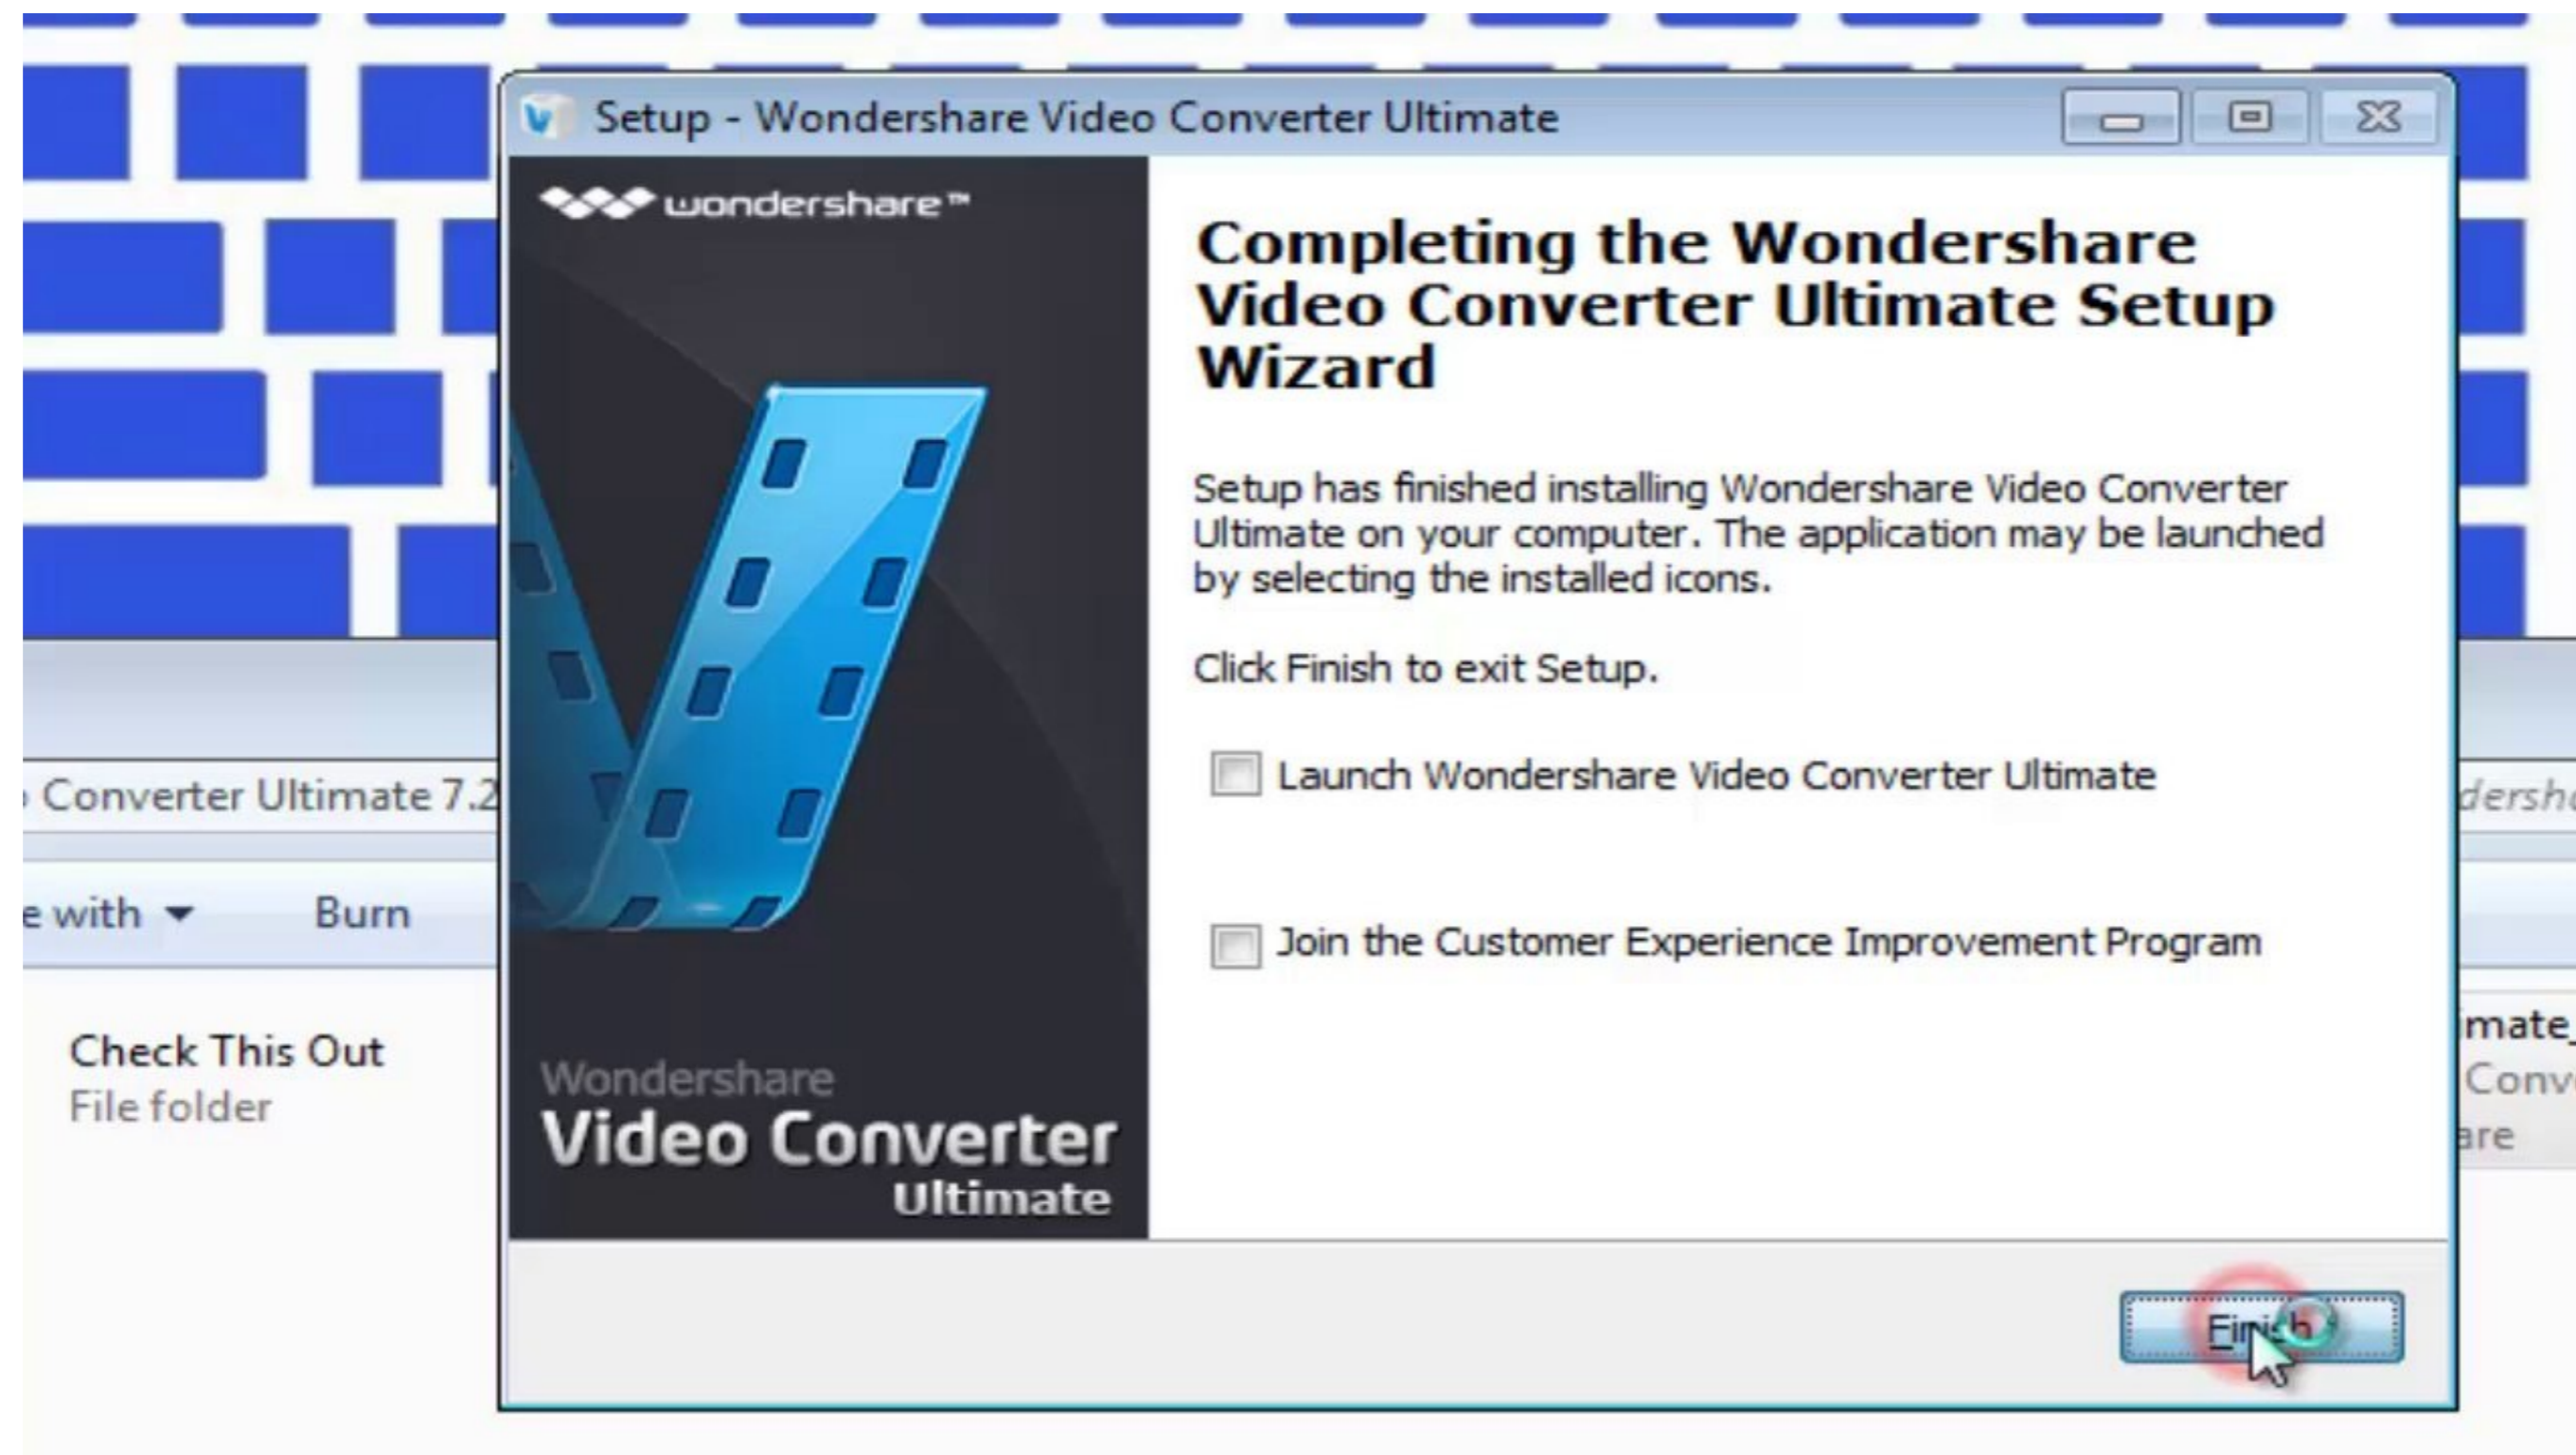 Setup - Wondershare Video Converter Ultimate
wondershare™
Completing the Wondershare
Video Converter Ultimate Setup
Wizard
Setup has finished installing Wondershare Video Converter
Ultimate on your computer. The application may be launched
by selecting the installed icons.
Click Finish to exit Setup.
Launch Wondershare Video Converter Ultimate
Join the Customer Experience Improvement Program
Wondershare
Video Converter
Ultimate
Finish
Converter Ultimate 7.2
e with
Burn
Check This Out
File folder